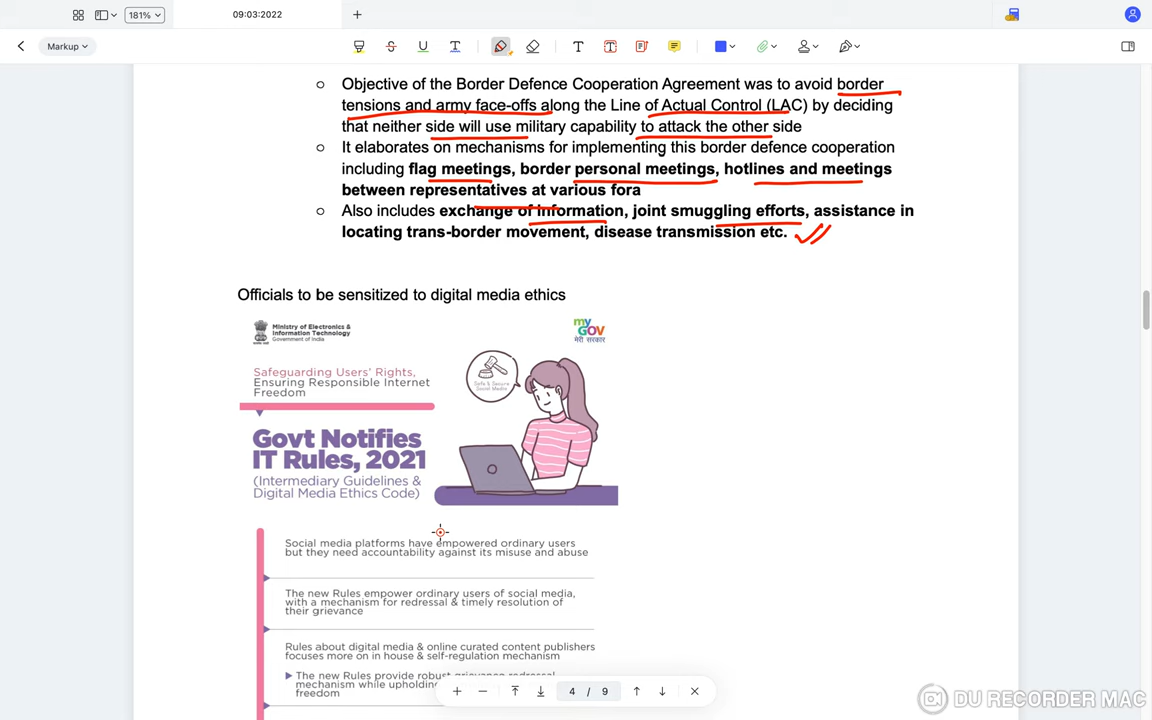 181%
09:03:2022
Markup
Objective of the Border Defence Cooperation Agreement was to avoid border
tensions and army face-offs along the Line of Actual Control (LAC) by deciding
that neither side will use military capability to attack the other side
It elaborates on mechanisms for implementing this border defence cooperation
including flag meetings, border personal meetings, hotlines and meetings
between representatives at various fora
Also includes exchange of information, joint smuggling efforts, assistance in
locating trans-border movement, disease transmission etc.
Officials to be sensitized to digital media ethics
Ministry of Electronics &
Information Technology
Government of India
my
GOV
मेरी सरकार
Safeguarding Users' Rights,
Ensuring Responsible Internet
Freedom
Safe & Secure
Social Media
Govt Notifies
IT Rules, 2021
(Intermediary Guidelines &
Digital Media Ethics Code)
Social media platforms have empowered ordinary users
but they need accountability against its misuse and abuse
The new Rules empower ordinary users of social media,
with a mechanism for redressal & timely resolution of
their grievance
Rules about digital media & online curated content publishers
focuses more on in house & self-regulation mechanism
The new Rules provide robust grievance redressal
mechanism while upholding
freedom
4 / 9
DU RECORDER MAC